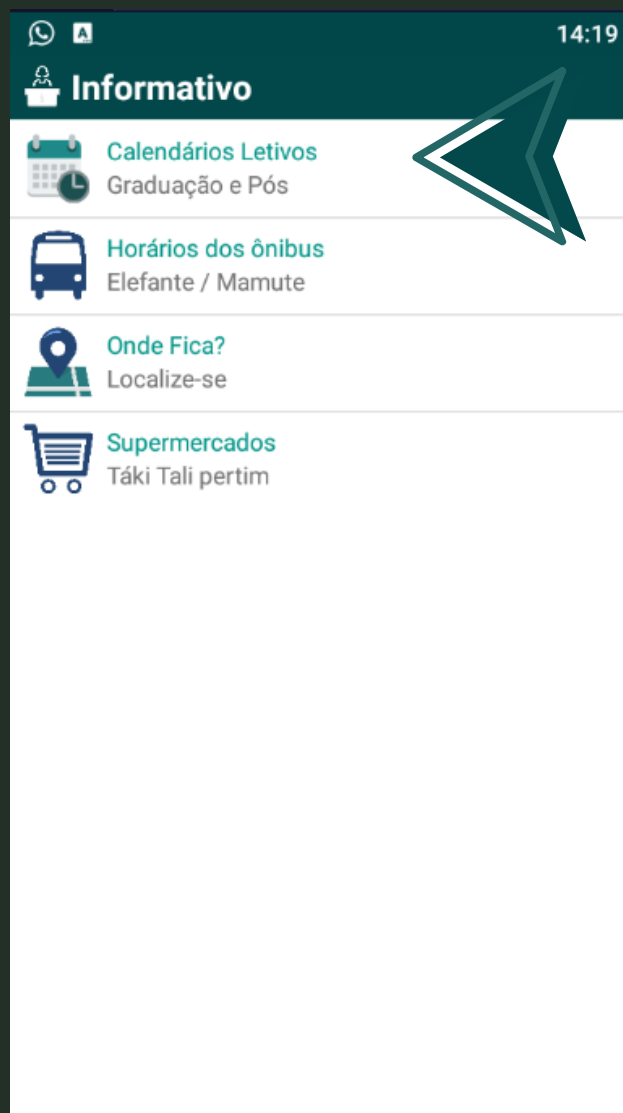 14:19
Informativo
Calendários Letivos
Graduação e Pós
Horários dos ônibus
Elefante / Mamute
Onde Fica?
Localize-se
Supermercados
Táki Tali pertim